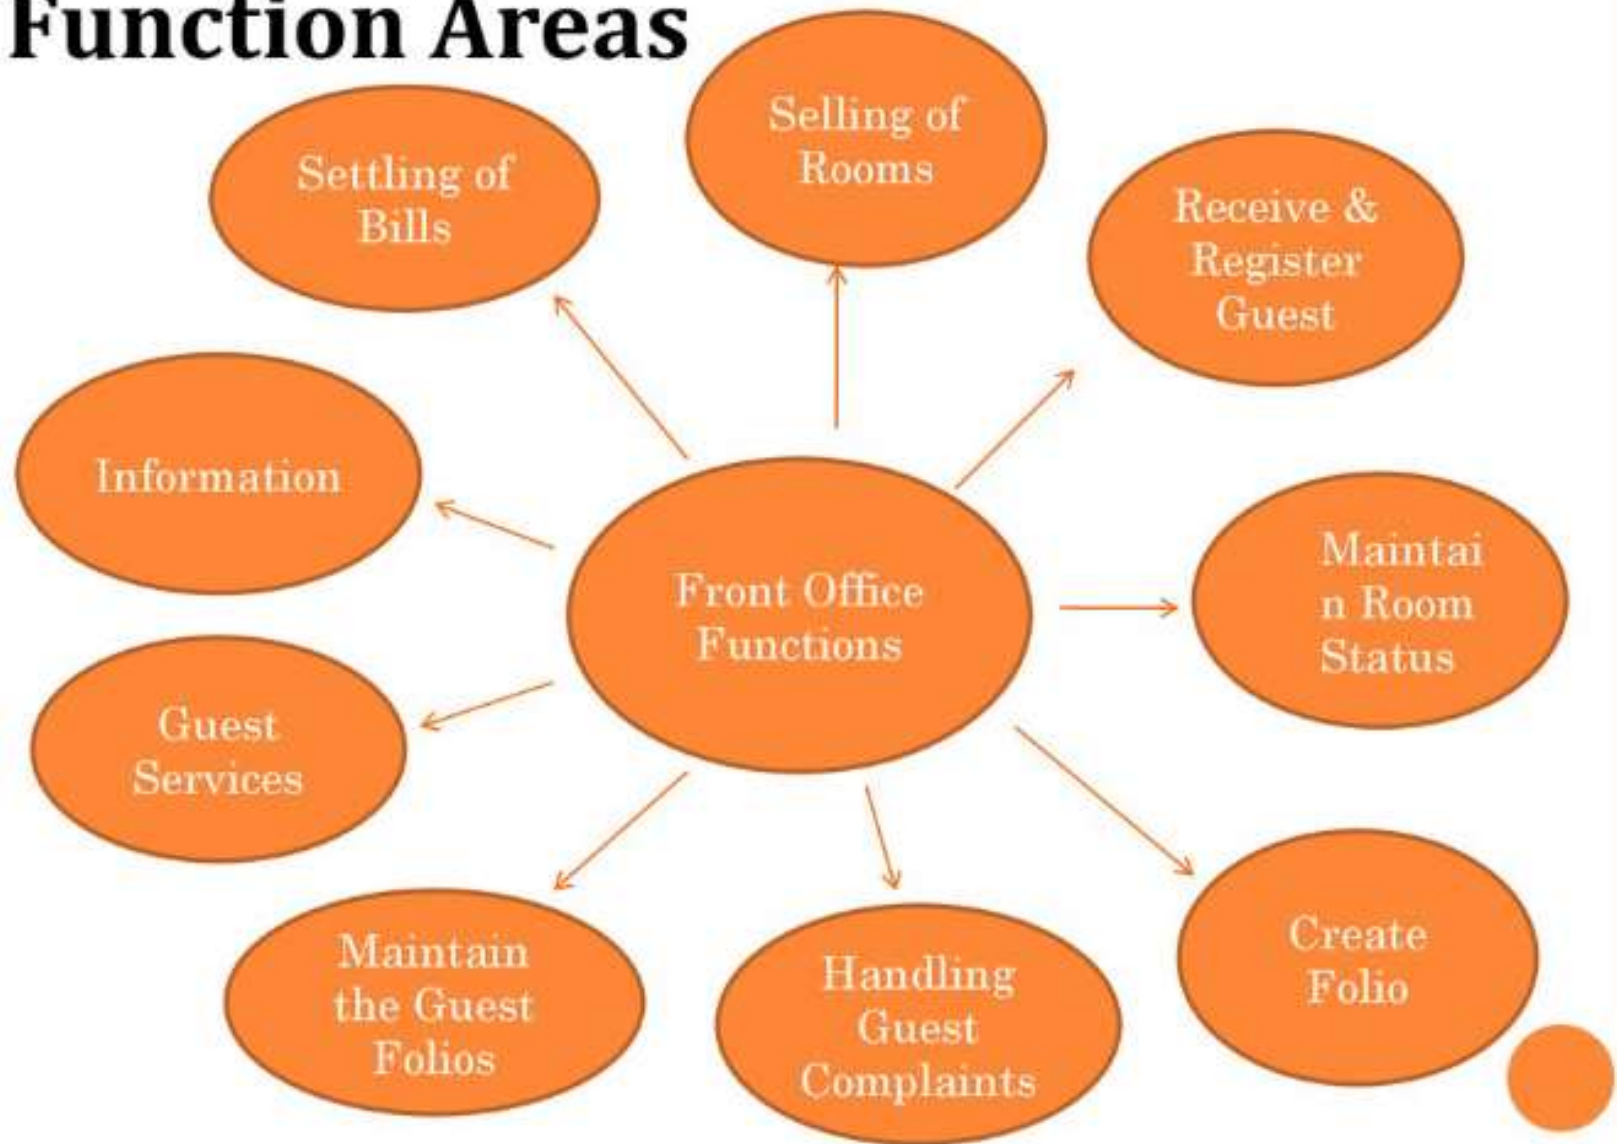 Function Areas
Selling of
Rooms
Settling of
Bills
Receive &
Register
Guest
Information
Maintai
n Room
Status
Front Office
Functions
Guest
Services
Create
Folio
Maintain
the Guest
Folios
Handling
Guest
Complaints